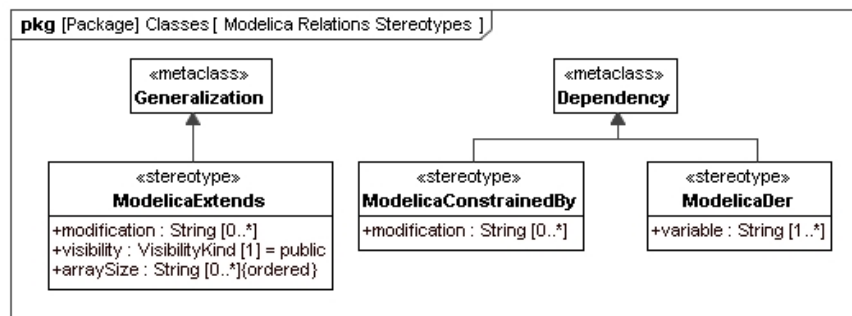 pkg [Package] Classes [ Modelica Relations Stereotypes ]
«metaclass»
Generalization
«metaclass»
Dependency
«stereotype»
ModelicaExtends
+modification : String [0..*]
+visibility : VisibilityKind [1] = public
+arraySize : String [0..*]{ordered}
«stereotype»
ModelicaConstrainedBy
+modification : String [0..*]
«stereotype»
ModelicaDer
+variable : String [1..*]